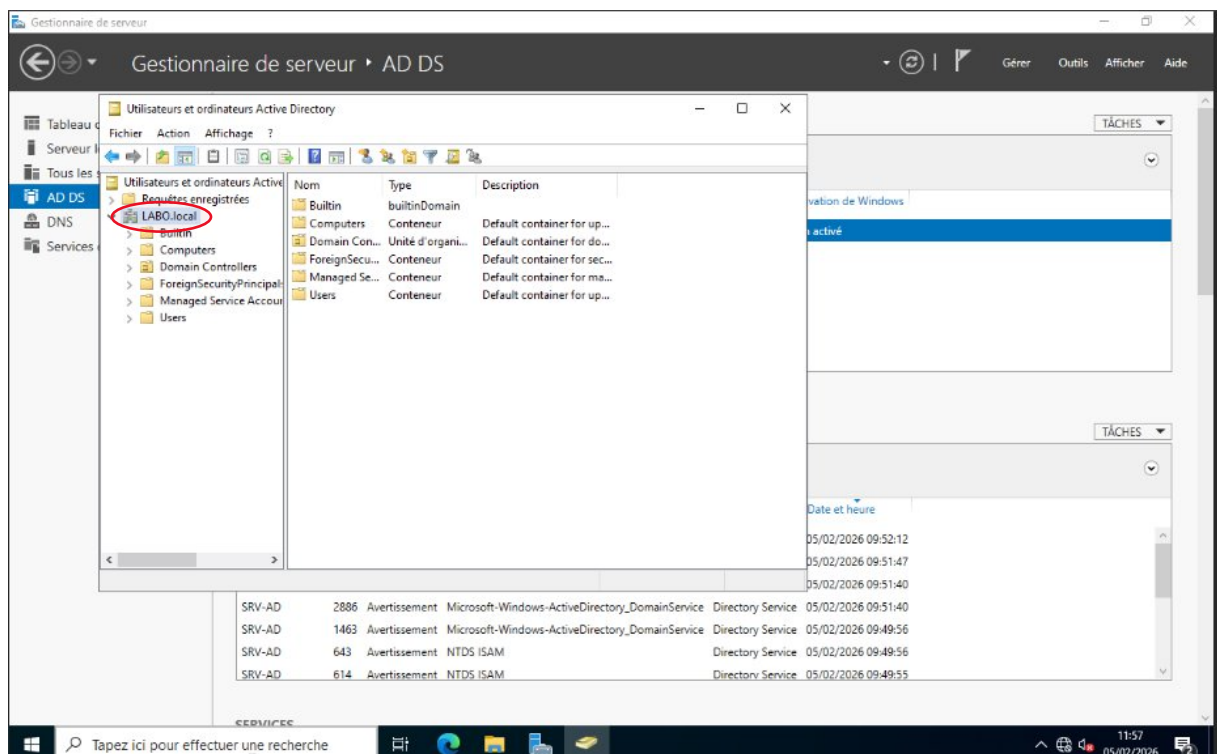 Gestionnaire de serveur
Gestionnaire de serveur ‣ AD DS
Gérer Outils Afficher Aide
Utilisateurs et ordinateurs Active Directory
Fichier Action Affichage ?
Tableau
Serveur
Tous les
AD DS
DNS
Services
Utilisateurs et ordinateurs Active
Requêtes enregistrées
LABO.local
Builtin
Computers
Domain Controllers
ForeignSecurityPrincipals
Managed Service Accour
Users
Nom Type Description
Builtin builtinDomain
Computers Conteneur Default container for up...
Domain Con... Unité d'organi... Default container for do...
ForeignSecu... Conteneur Default container for sec...
Managed Se... Conteneur Default container for ma...
Users Conteneur Default container for up...
TÂCHES
vation de Windows
activé
TÂCHES
Date et heure
05/02/2026 09:52:12
05/02/2026 09:51:47
05/02/2026 09:51:40
SRV-AD 2886 Avertissement Microsoft-Windows-ActiveDirectory_DomainService Directory Service 05/02/2026 09:51:40
SRV-AD 1463 Avertissement Microsoft-Windows-ActiveDirectory_DomainService Directory Service 05/02/2026 09:49:56
SRV-AD 643 Avertissement NTDS ISAM Directory Service 05/02/2026 09:49:56
SRV-AD 614 Avertissement NTDS ISAM Directory Service 05/02/2026 09:49:55
SERVICES
Tapez ici pour effectuer une recherche
11:57
05/02/2026
2